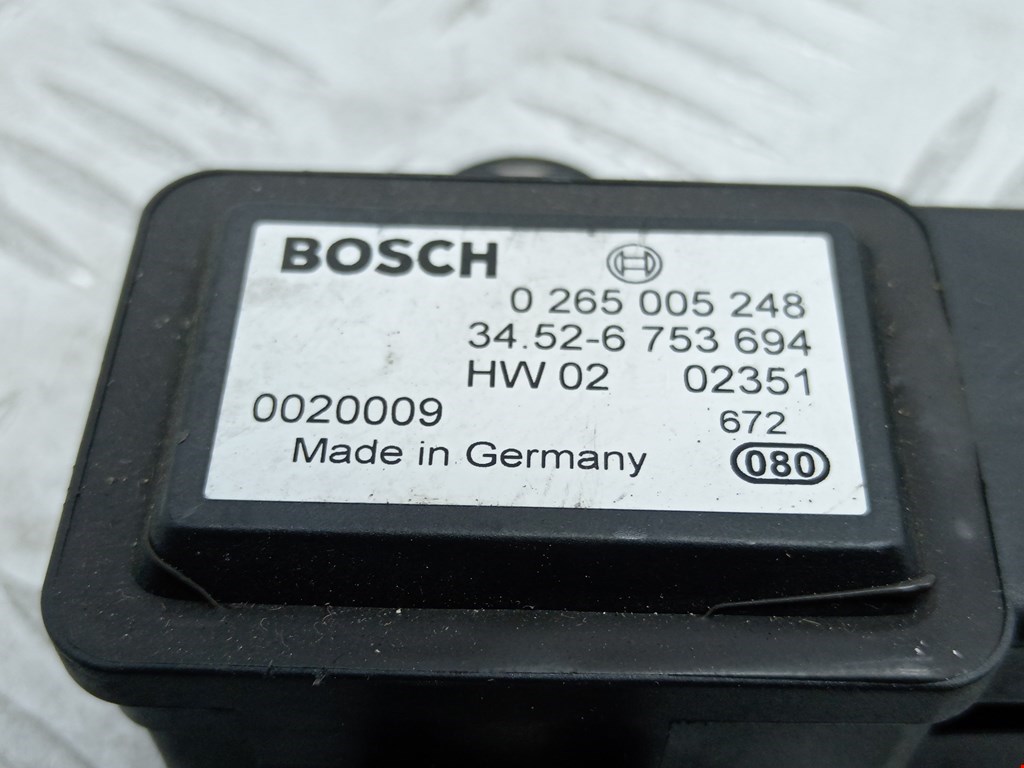 BOSCH
0 265 005 248
34.52-6 753 694
HW 02 02351
0020009 672
Made in Germany 080